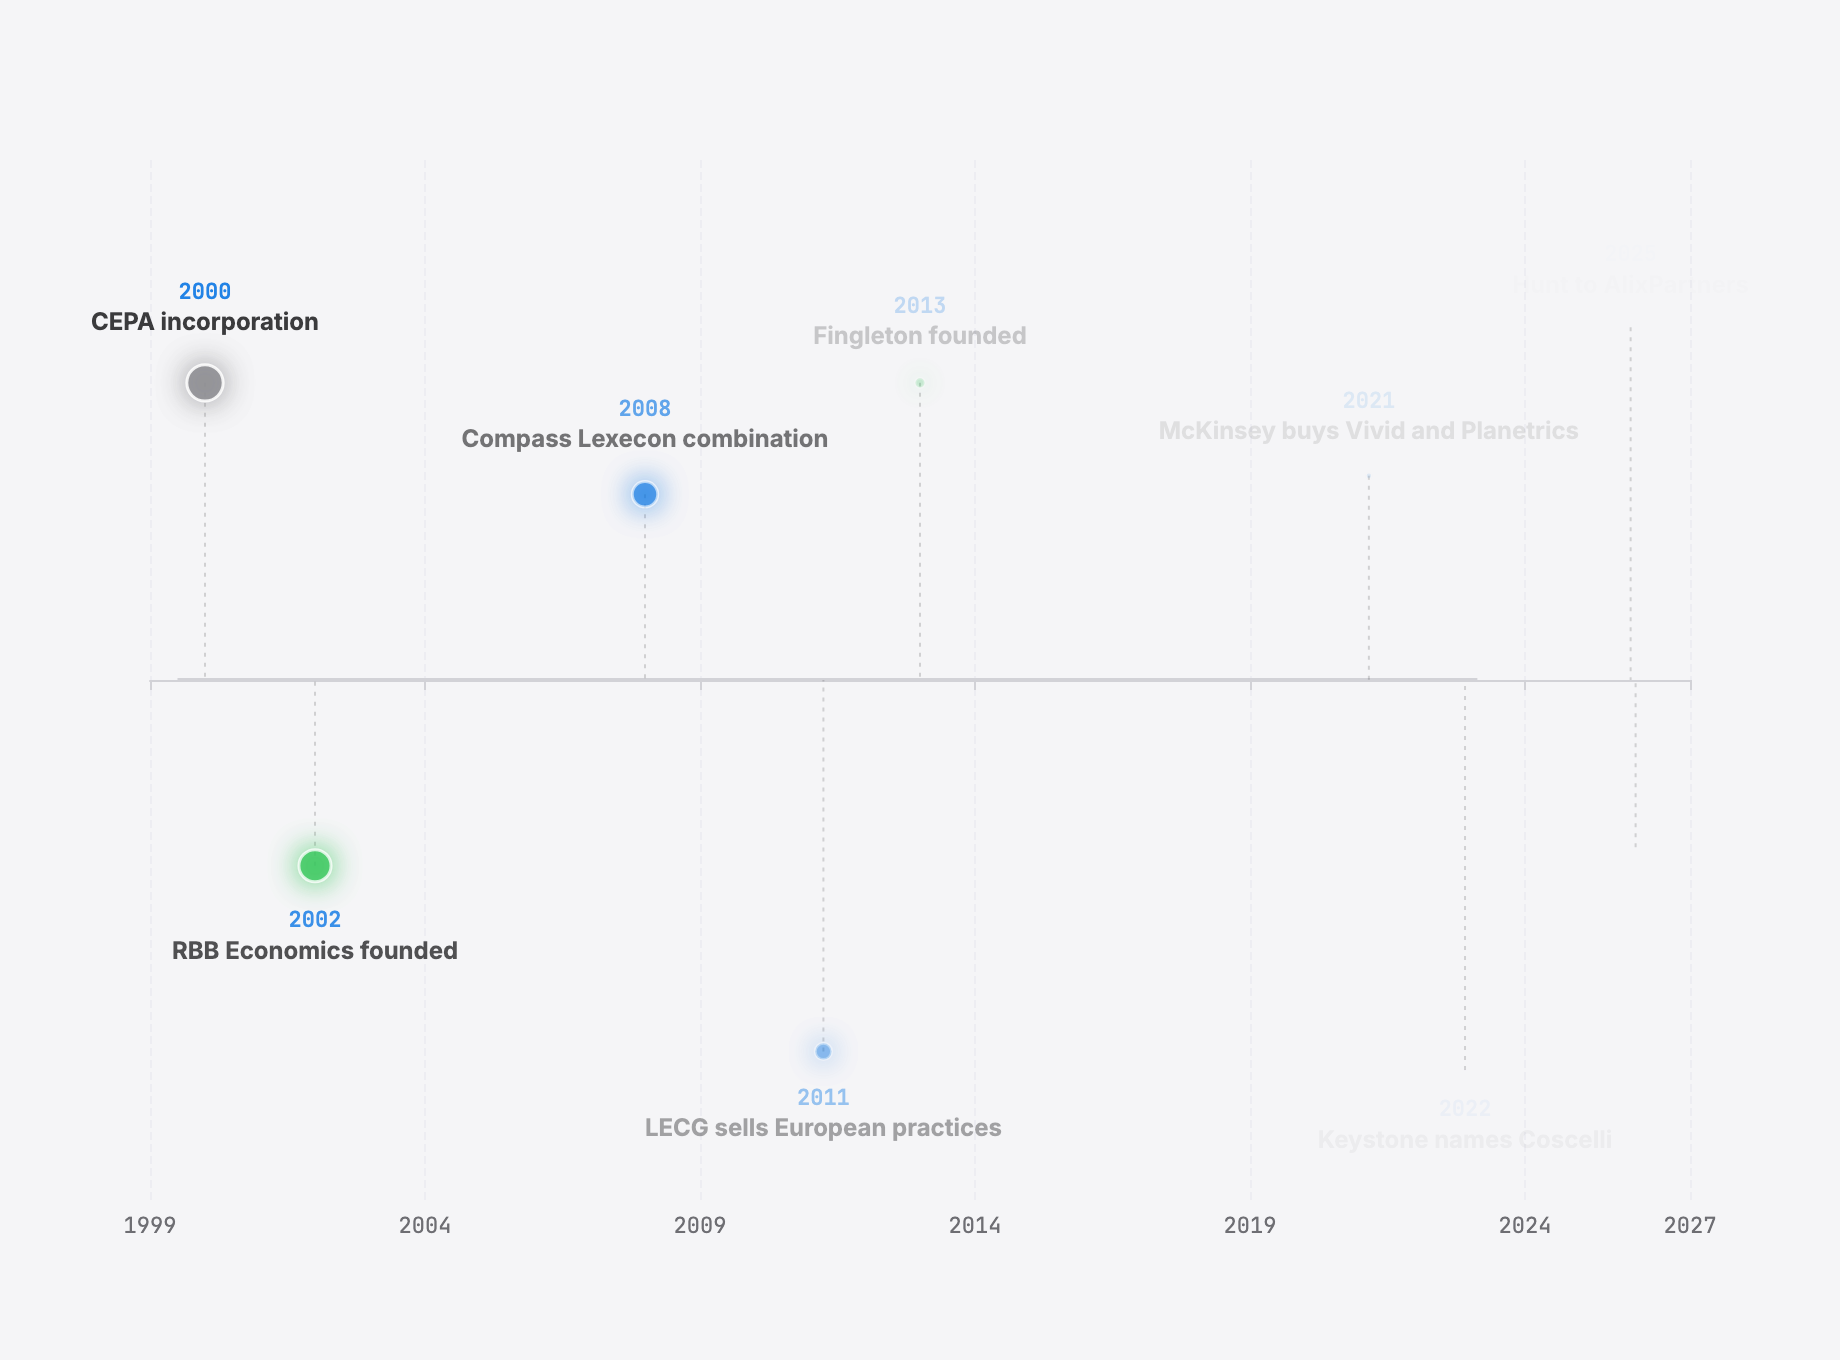 2000
CEPA incorporation
2013
Fingleton founded
2008
Compass Lexecon combination
2021
McKinsey buys Vivid and Planetrics
2002
RBB Economics founded
2011
LECG sells European practices
2022
Keystone names Coscelli
1999
2004
2009
2014
2019
2024
2027